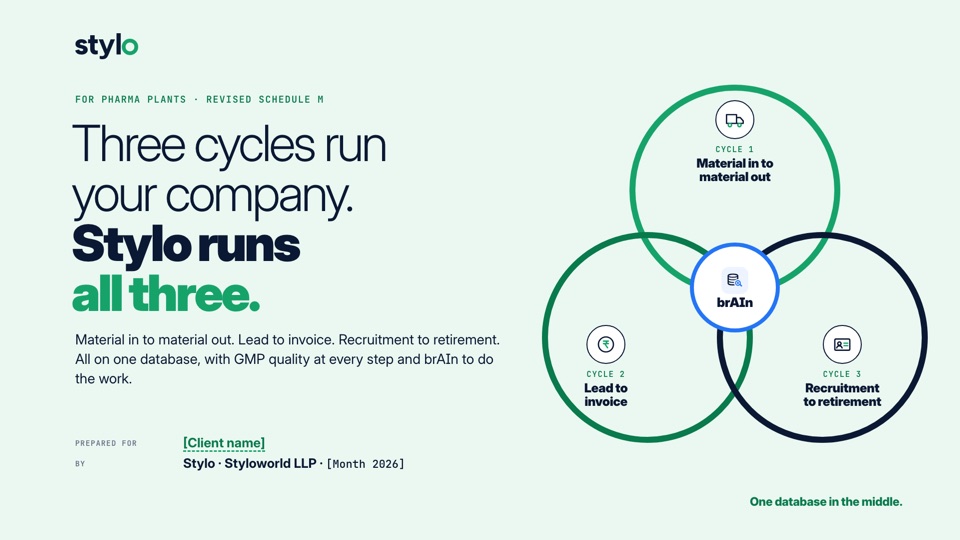 stylo
FOR PHARMA PLANTS · REVISED SCHEDULE M
Three cycles run
your company.
Stylo runs
all three.
Material in to material out. Lead to invoice. Recruitment to retirement.
All on one database, with GMP quality at every step and brAIn to do
the work.
PREPARED FOR
[Client name]
BY
Stylo · Styloworld LLP · [Month 2026]
CYCLE 1
Material in to
material out
brAIn
CYCLE 2
Lead to
invoice
CYCLE 3
Recruitment
to retirement
One database in the middle.